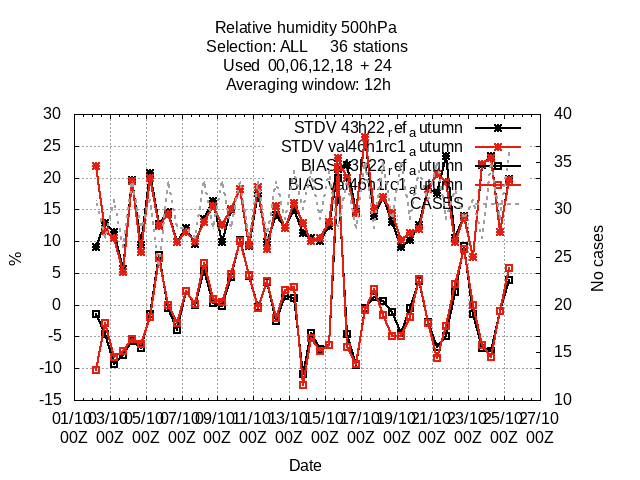 Relative humidity 500hPa
Selection: ALL 36 stations
Used 00,06,12,18 + 24
Averaging window: 12h
30 40
STDV 43h22_ref_autumn
STDV val46h1rc1_autumn
25 35
BIAS 43h22_ref_autumn
20
BIAS val46h1rc1_autumn
CASES
15 30
10 25
% No cases
5
0 20
-5
-10 15
-15 10
01/10 03/10 05/10 07/10 09/10 11/10 13/10 15/10 17/10 19/10 21/10 23/10 25/10 27/10
00Z 00Z 00Z 00Z 00Z 00Z 00Z 00Z 00Z 00Z 00Z 00Z 00Z 00Z
Date